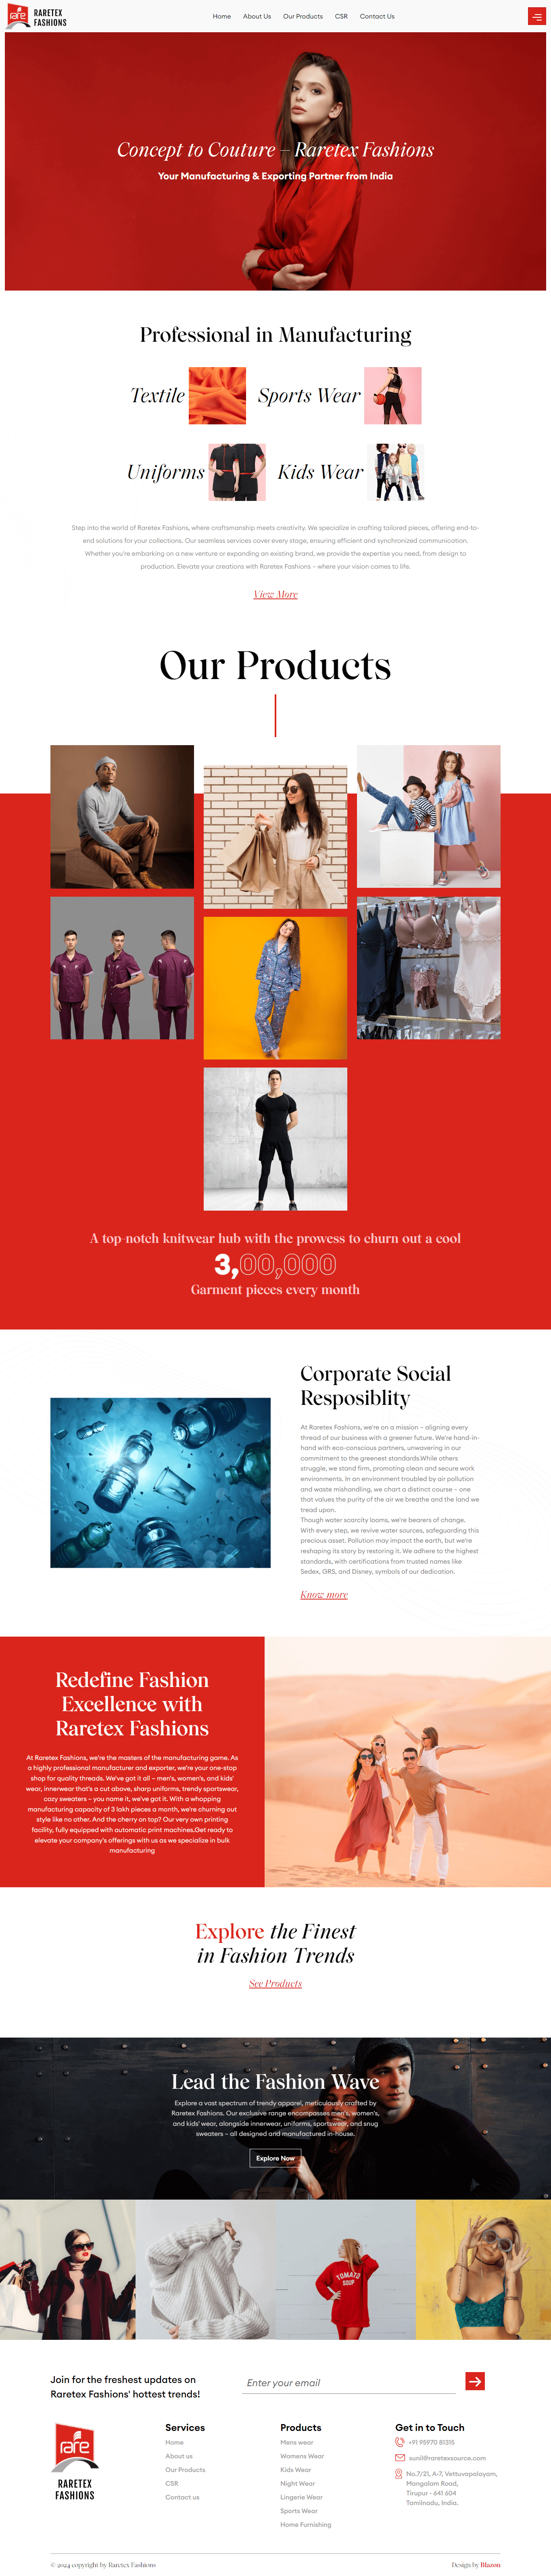 rare RARETEX FASHIONS
Home About Us Our Products CSR Contact Us
Concept to Couture – Raretex Fashions
Your Manufacturing & Exporting Partner from India
Professional in Manufacturing
Textile Sports Wear
Uniforms Kids Wear
Step into the world of Raretex Fashions, where craftsmanship meets creativity. We specialize in crafting tailored pieces, offering end-to-
end solutions for your collections. Our seamless services cover every stage, ensuring efficient and synchronized communication.
Whether you're embarking on a new venture or expanding an existing brand, we provide the expertise you need, from design to
production. Elevate your creations with Raretex Fashions – where your vision comes to life.
View More
Our Products
A top-notch knitwear hub with the prowess to churn out a cool
3,00,000
Garment pieces every month
Corporate Social
Resposiblity
At Raretex Fashions, we're on a mission – aligning every
thread of our business with a greener future. We're hand-in-
hand with eco-conscious partners, unwavering in our
commitment to the greenest standards.While others
struggle, we stand firm, promoting clean and secure work
environments. In an environment troubled by air pollution
and waste mishandling, we chart a distinct course – one
that values the purity of the air we breathe and the land we
tread upon.
Though water scarcity looms, we're bearers of change.
With every step, we revive water sources, safeguarding this
precious asset. Pollution may impact the earth, but we're
reshaping its story by restoring it. We adhere to the highest
standards, with certifications from trusted names like
Sedex, GRS, and Disney, symbols of our dedication.
Know more
Redefine Fashion
Excellence with
Raretex Fashions
At Raretex Fashions, we're the masters of the manufacturing game. As
a highly professional manufacturer and exporter, we're your one-stop
shop for quality threads. We've got it all – men's, women's, and kids'
wear, innerwear that's a cut above, sharp uniforms, trendy sportswear,
cozy sweaters – you name it, we've got it. With a whopping
manufacturing capacity of 3 lakh pieces a month, we're churning out
style like no other. And the cherry on top? Our very own printing
facility, fully equipped with automatic print machines.Get ready to
elevate your company's offerings with us as we specialize in bulk
manufacturing
Explore the Finest
in Fashion Trends
See Products
Lead the Fashion Wave
Explore a vast spectrum of trendy apparel, meticulously crafted by
Raretex Fashions. Our exclusive range encompasses men's, women's,
and kids' wear, alongside innerwear, uniforms, sportswear, and snug
sweaters – all designed and manufactured in-house.
Explore Now
TOMATO
SOUP
Join for the freshest updates on
Raretex Fashions' hottest trends!
Enter your email
rare
RARETEX
FASHIONS
Services
Home
About us
Our Products
CSR
Contact us
Products
Mens wear
Womens Wear
Kids Wear
Night Wear
Lingerie Wear
Sports Wear
Home Furnishing
Get in to Touch
+91 95970 81315
sunil@raretexsource.com
No.7/21, A-7, Vettuvapalayam,
Mangalam Road,
Tirupur - 641 604
Tamilnadu, India.
© 2024 copyright by Raretex Fashions
Design by Blazon